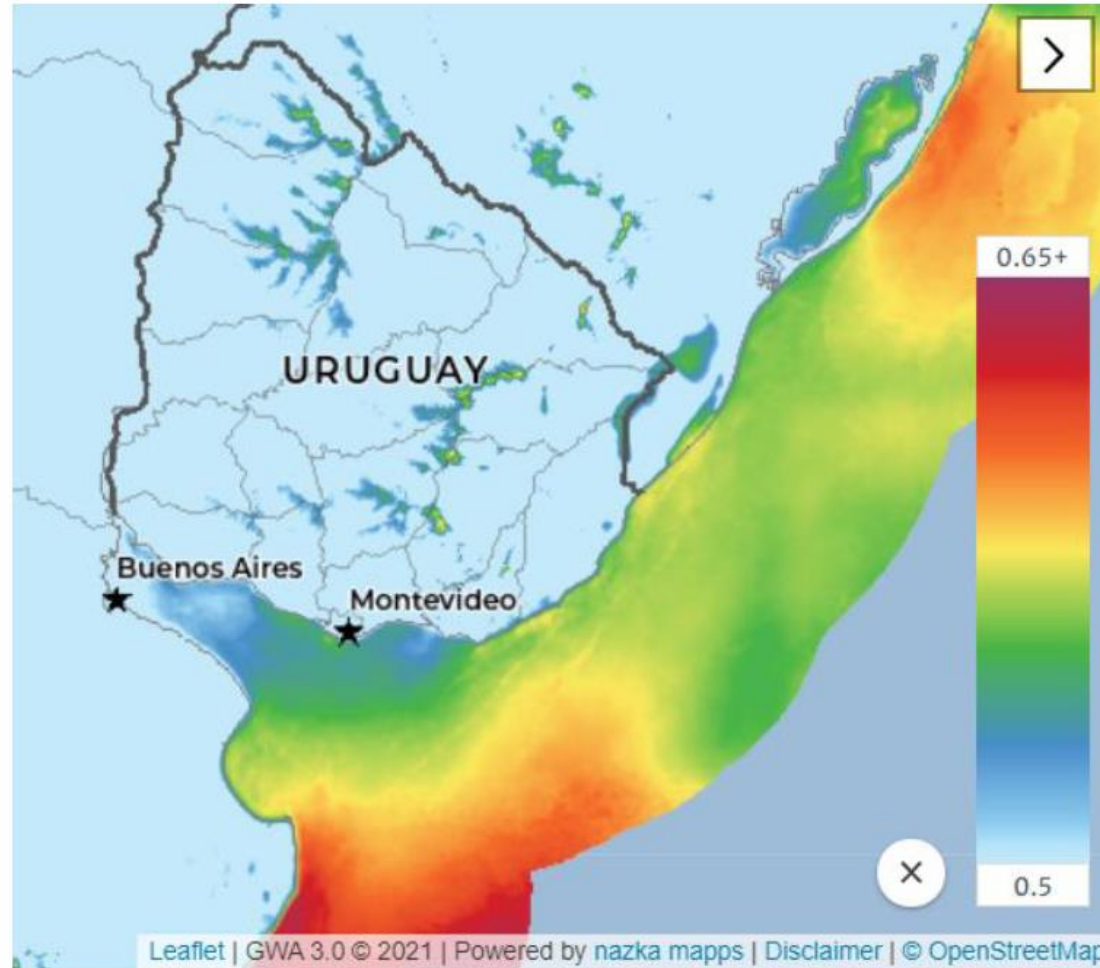 >
0.65+
URUGUAY
Buenos Aires
Montevideo
×
0.5
Leaflet | GWA 3.0 © 2021 | Powered by nazka mapps | Disclaimer | © OpenStreetMap